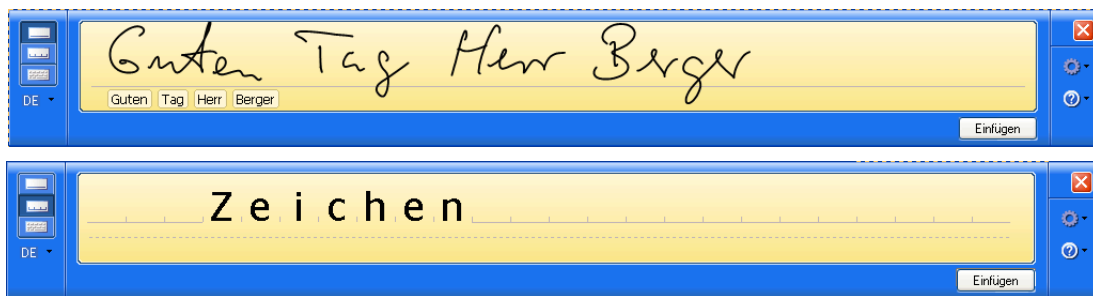 Guten Tag Herr Berger
Guten Tag Herr Berger
DE
Einfügen
Zeichen
DE
Einfügen